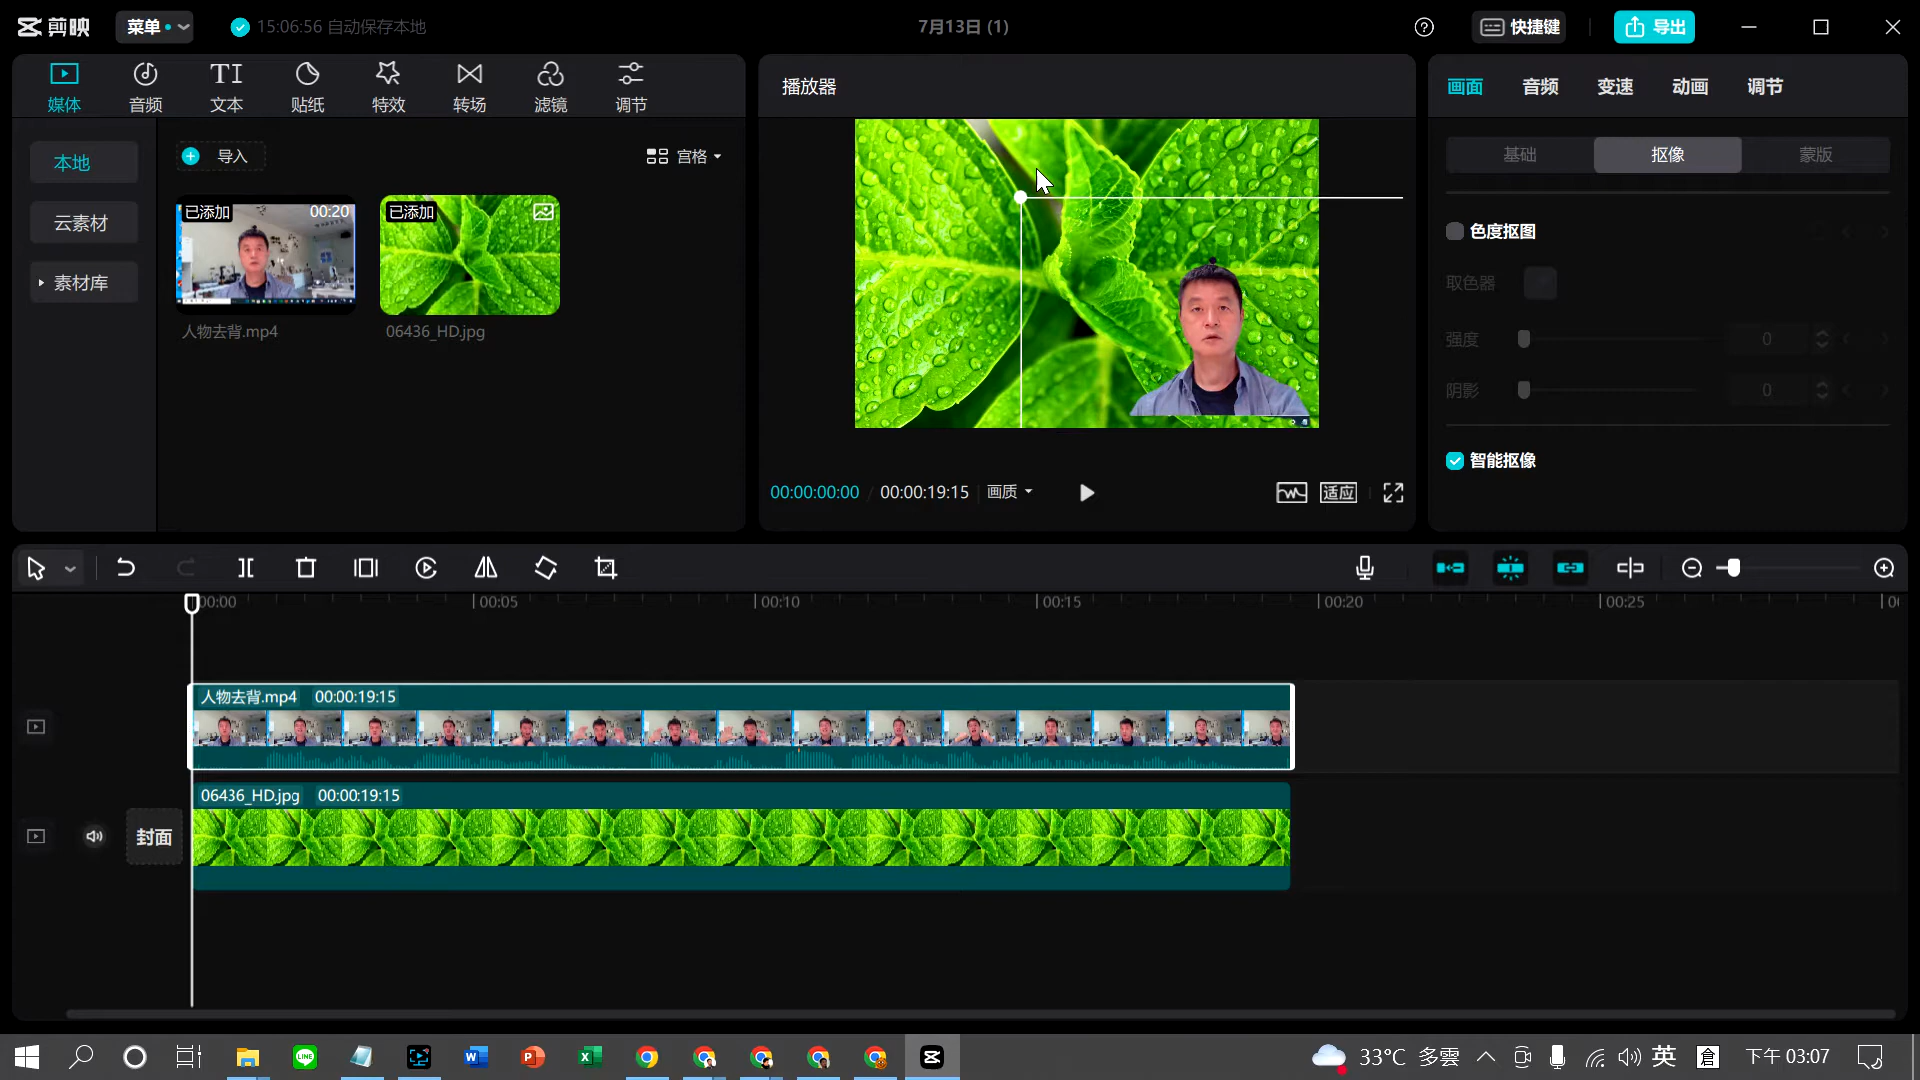 剪映
菜单
15:06:56 自动保存本地
7月13日 (1)
快捷键
导出
媒体
音频
文本
贴纸
特效
转场
滤镜
调节
本地
云素材
素材库
导入
宫格
已添加
00:20
人物去背.mp4
已添加
06436_HD.jpg
播放器
00:00:00:00 / 00:00:19:15
画质
适应
画面
音频
变速
动画
调节
基础
抠像
蒙版
色度抠图
取色器
强度
0
阴影
0
智能抠像
00:00
00:05
00:10
00:15
00:20
00:25
人物去背.mp4 00:00:19:15
封面
06436_HD.jpg 00:00:19:15
33°C 多雲
英
倉
下午 03:07